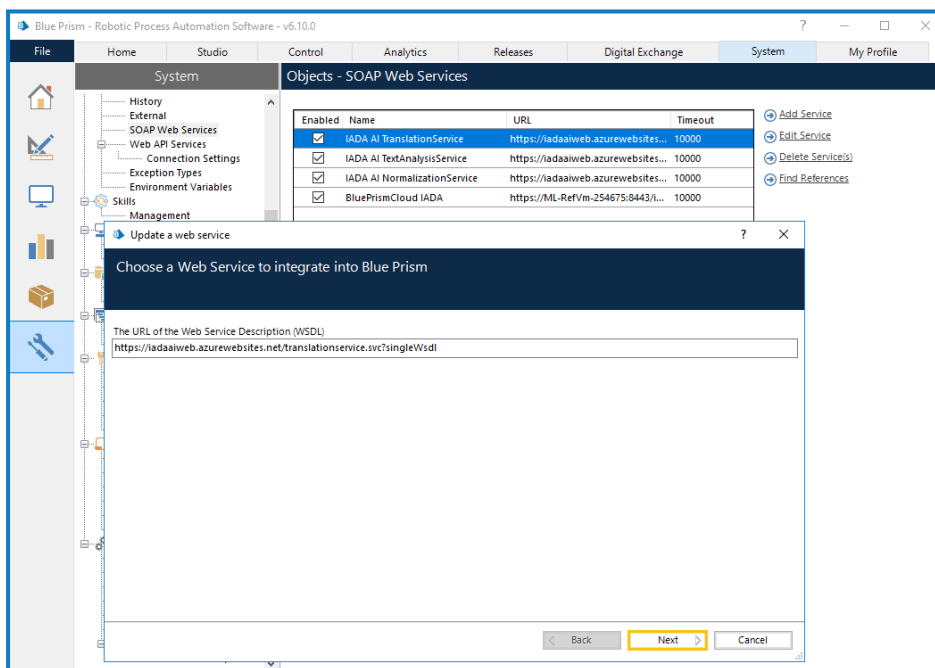 Blue Prism - Robotic Process Automation Software - v6.10.0
File Home Studio Control Analytics Releases Digital Exchange System My Profile
System
Objects - SOAP Web Services
History
External
SOAP Web Services
Web API Services
Connection Settings
Exception Types
Environment Variables
Skills
Management
Enabled Name URL Timeout
IADA AI TranslationService https://iadaaiweb.azurewebsites... 10000
IADA AI TextAnalysisService https://iadaaiweb.azurewebsites... 10000
IADA AI NormalizationService https://iadaaiweb.azurewebsites... 10000
BluePrismCloud IADA https://ML-RefVm-254675:8443/i... 10000
Add Service
Edit Service
Delete Service(s)
Find References
Update a web service
Choose a Web Service to integrate into Blue Prism
The URL of the Web Service Description (WSDL)
https://iadaaiweb.azurewebsites.net/translationservice.svc?singleWsdl
Back Next Cancel